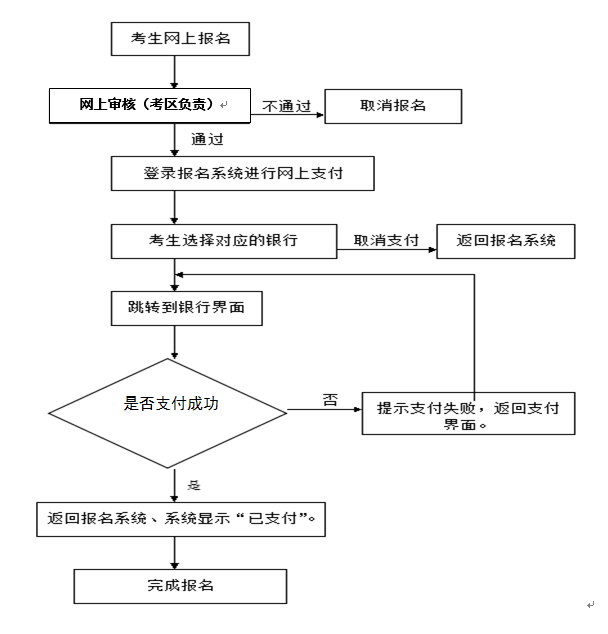 考生网上报名
网上审核（考区负责）
不通过
取消报名
通过
登录报名系统进行网上支付
考生选择对应的银行
取消支付
返回报名系统
跳转到银行界面
是否支付成功
否
提示支付失败，返回支付
界面。
是
返回报名系统、系统显示“已支付”。
完成报名